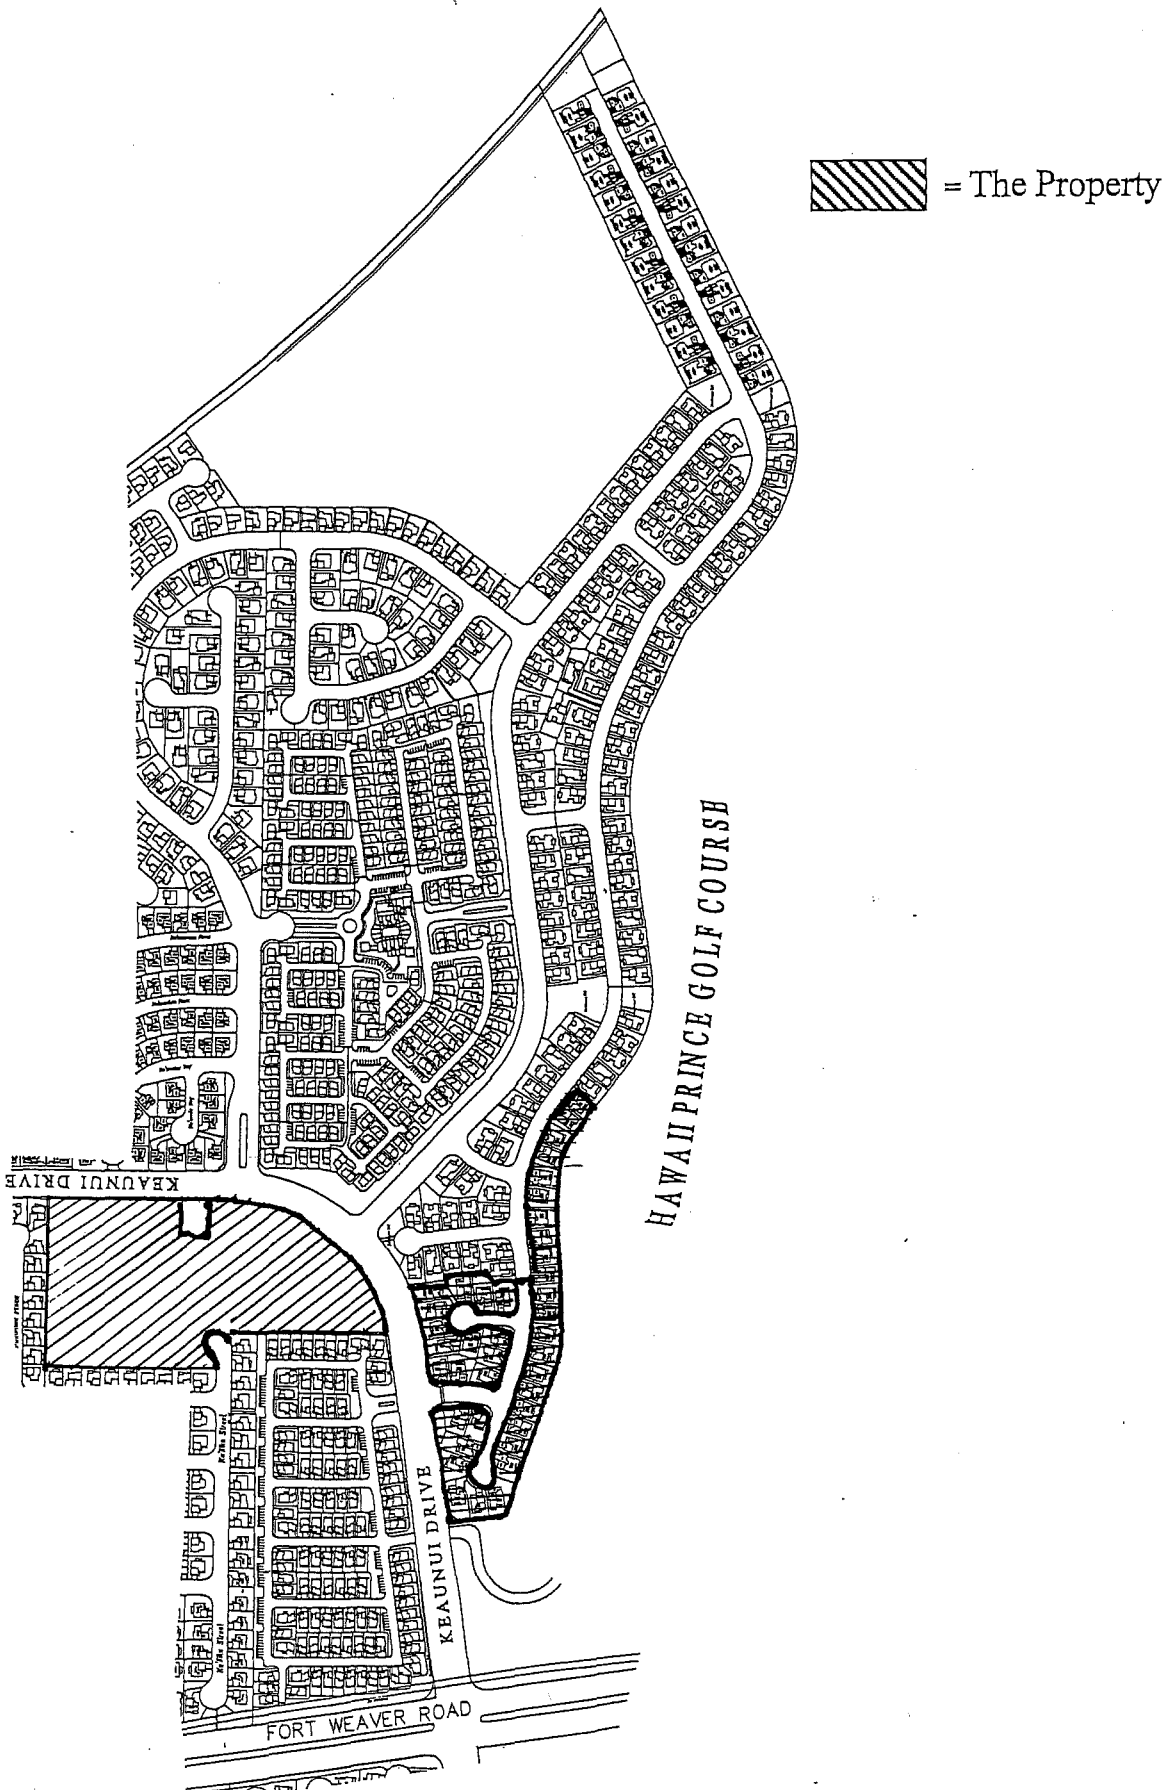 = The Property
HAWAII PRINCE GOLF COURSE
KEAUNUI DRIVE
KEAUNUI DRIVE
FORT WEAVER ROAD